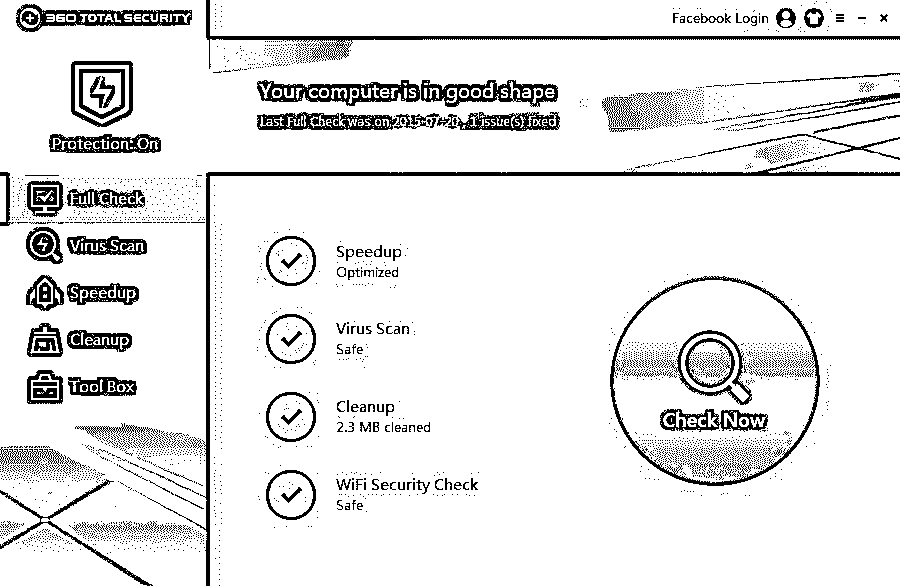 360 TOTAL SECURITY
Facebook Login
Protection: On
Your computer is in good shape
Last Full Check was on 2015-07-20, 1 issue(s) fixed
Full Check
Virus Scan
Speedup
Cleanup
Tool Box
Speedup
Optimized
Virus Scan
Safe
Cleanup
2.3 MB cleaned
WiFi Security Check
Safe
Check Now